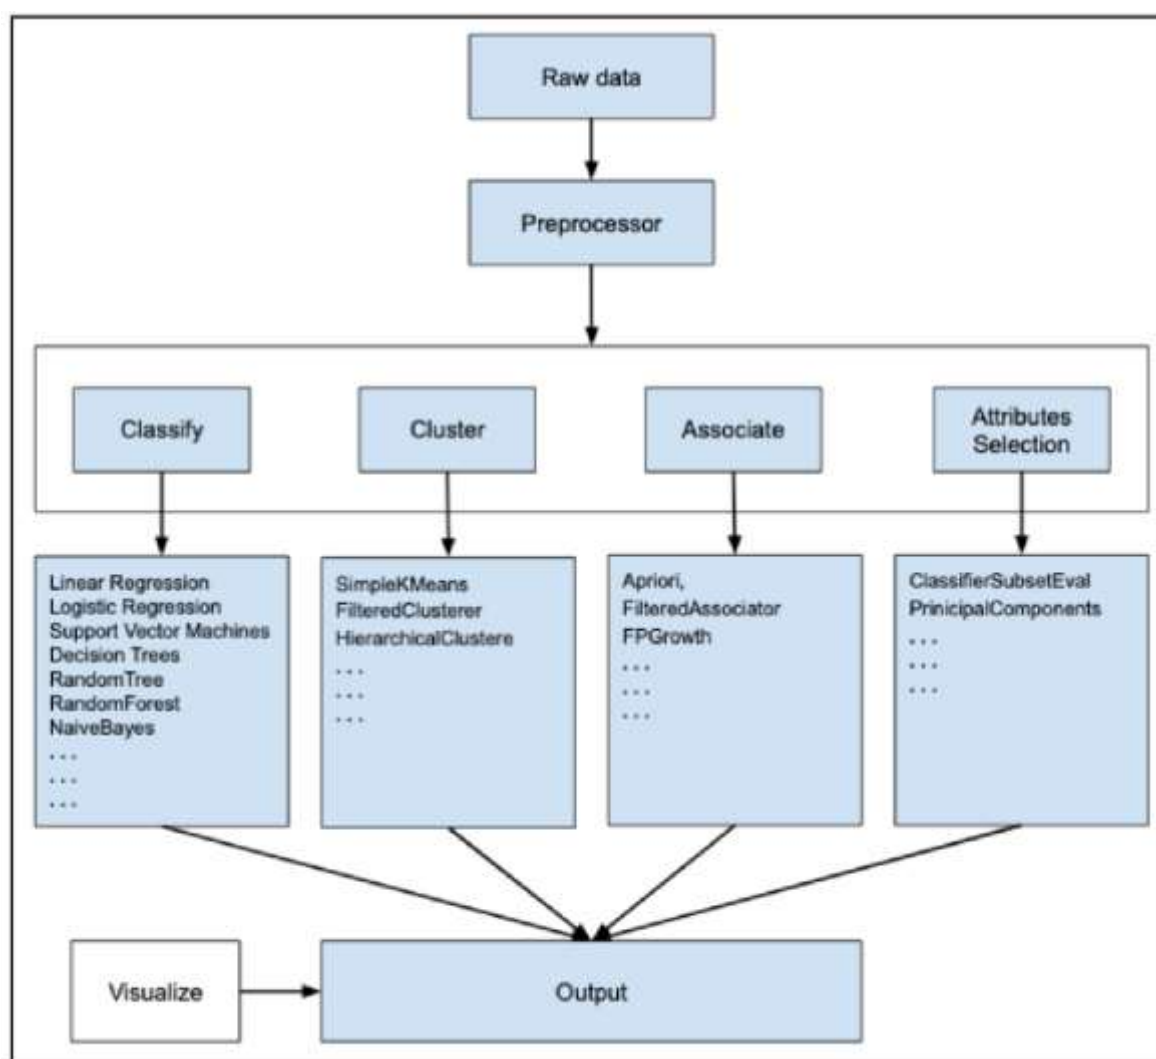 Raw data
Preprocessor
Classify
Cluster
Associate
Attributes
Selection
Linear Regression
Logistic Regression
Support Vector Machines
Decision Trees
RandomTree
RandomForest
NaiveBayes
. . .
. . .
. . .
SimpleKMeans
FilteredClusterer
HierarchicalClustere
. . .
. . .
. . .
Apriori,
FilteredAssociator
FPGrowth
. . .
. . .
. . .
ClassifierSubsetEval
PrinicipalComponents
. . .
. . .
. . .
Visualize
Output